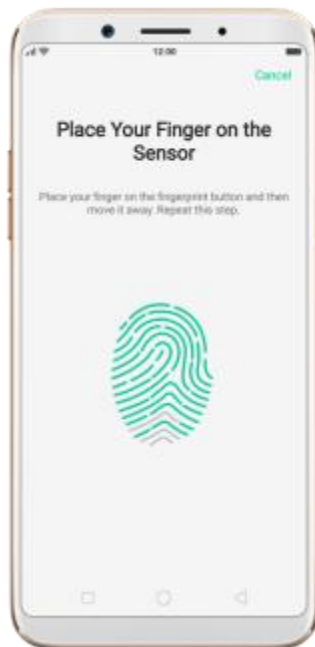 12:00
Cancel
Place Your Finger on the
Sensor
Place your finger on the fingerprint button and then
move it away. Repeat this step.